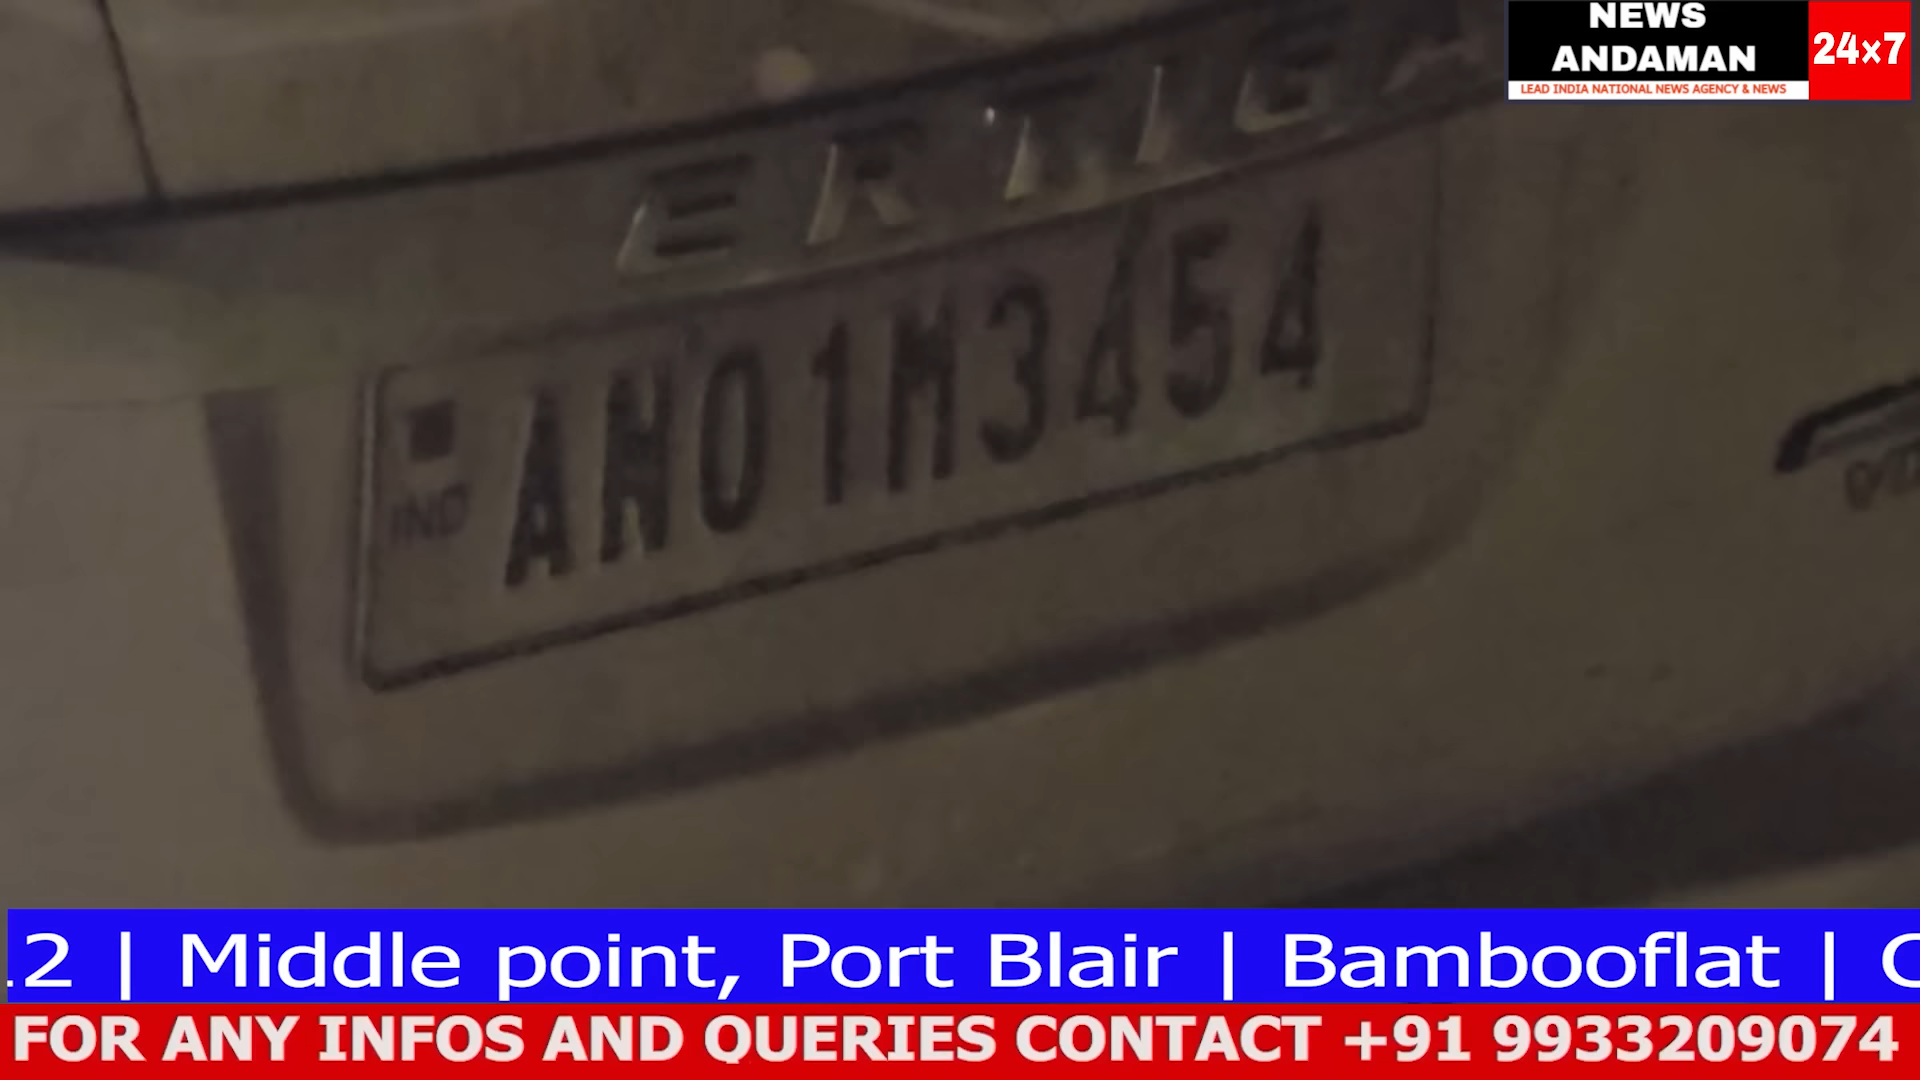 NEWS
ANDAMAN
24x7
LEAD INDIA NATIONAL NEWS AGENCY & NEWS
ERTIGA
IND
AN01M3454
.2 | Middle point, Port Blair | Bambooflat | C
FOR ANY INFOS AND QUERIES CONTACT +91 9933209074